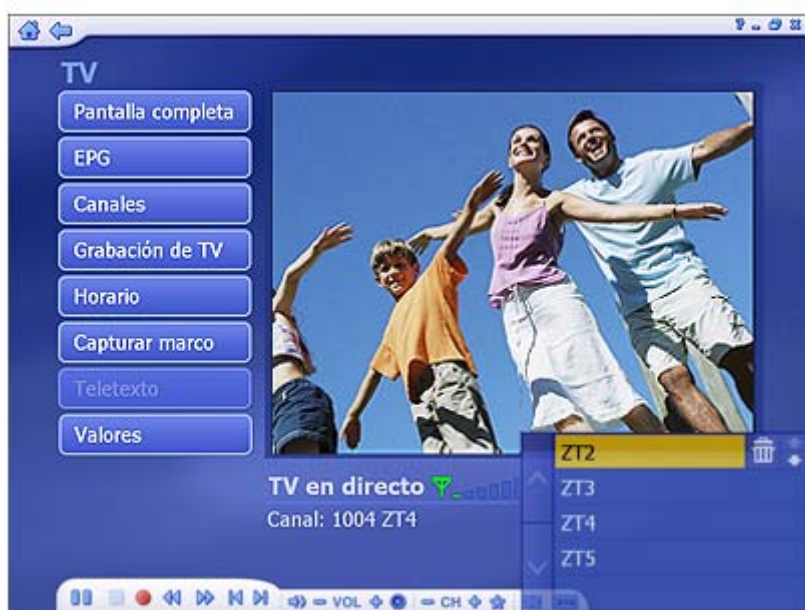 TV
Pantalla completa
EPG
Canales
Grabación de TV
Horario
Capturar marco
Teletexto
Valores
TV en directo
Canal: 1004 ZT4
ZT2
ZT3
ZT4
ZT5
VOL
CH